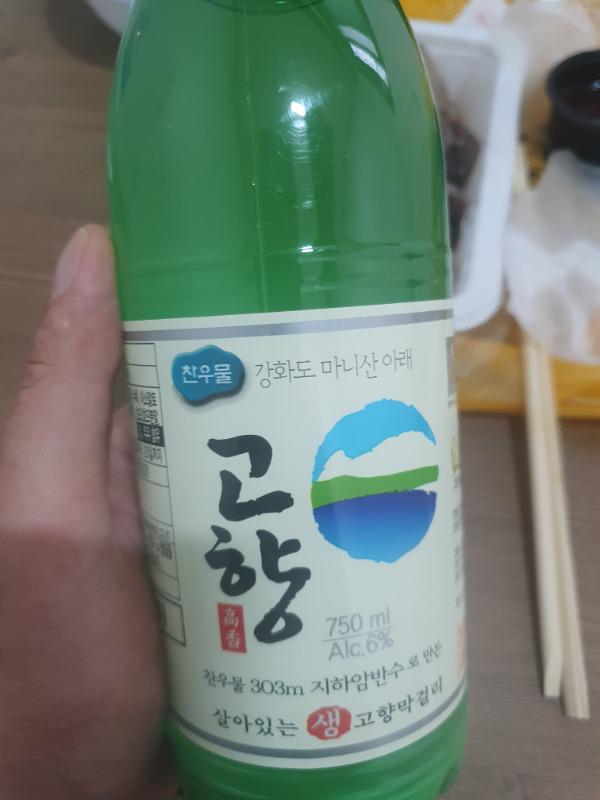 찬우물
강화도 마니산 아래
고향
高香
750 ml
Alc.6%
찬우물 303m 지하암반수로 만든
살아있는 생 고향막걸리